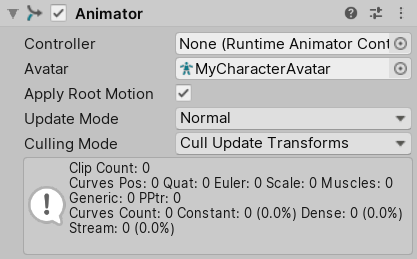 Animator
Controller None (Runtime Animator Cont
Avatar MyCharacterAvatar
Apply Root Motion
Update Mode Normal
Culling Mode Cull Update Transforms
Clip Count: 0
Curves Pos: 0 Quat: 0 Euler: 0 Scale: 0 Muscles: 0
Generic: 0 PPtr: 0
Curves Count: 0 Constant: 0 (0.0%) Dense: 0 (0.0%)
Stream: 0 (0.0%)